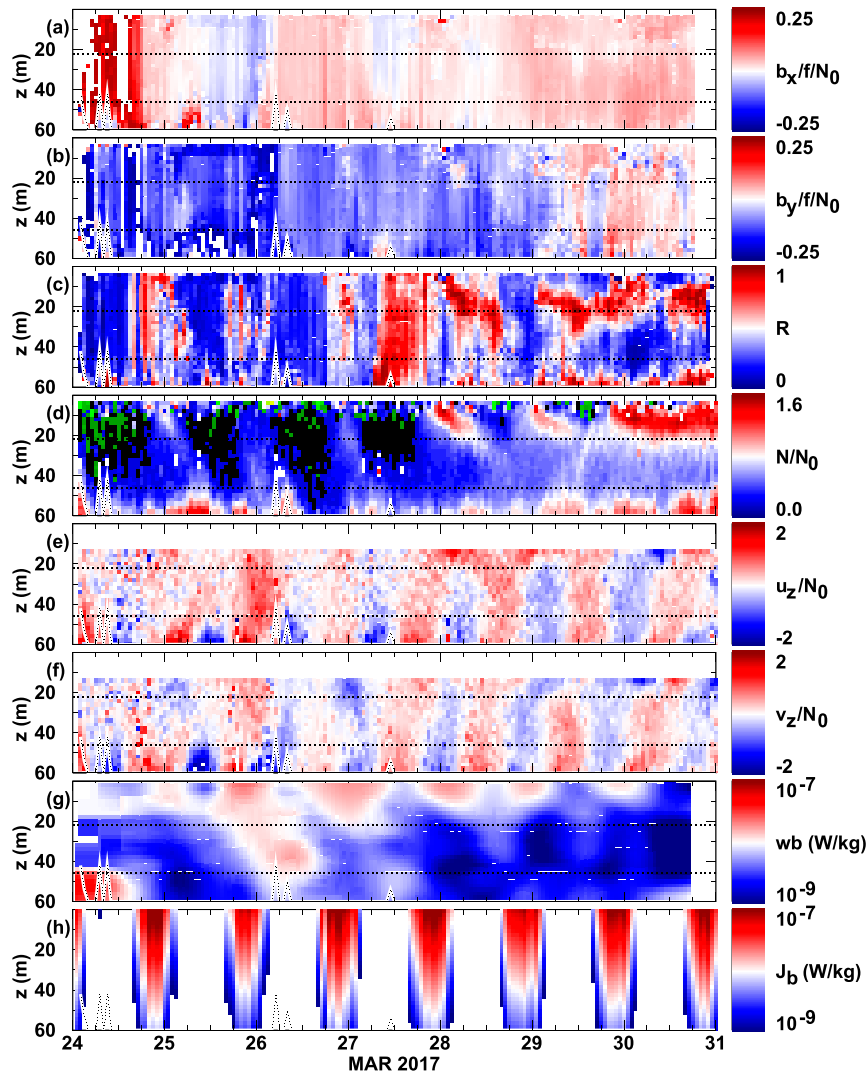 (a)
20
40
60
z (m)
0.25
b_x/f/N_0
-0.25
(b)
20
40
60
z (m)
0.25
b_y/f/N_0
-0.25
(c)
20
40
60
z (m)
1
R
0
(d)
20
40
60
z (m)
1.6
N/N_0
0.0
(e)
20
40
60
z (m)
2
u_z/N_0
-2
(f)
20
40
60
z (m)
2
v_z/N_0
-2
(g)
20
40
60
z (m)
10^-7
wb (W/kg)
10^-9
(h)
20
40
60
z (m)
10^-7
J_b (W/kg)
10^-9
24 25 26 27 28 29 30 31
MAR 2017